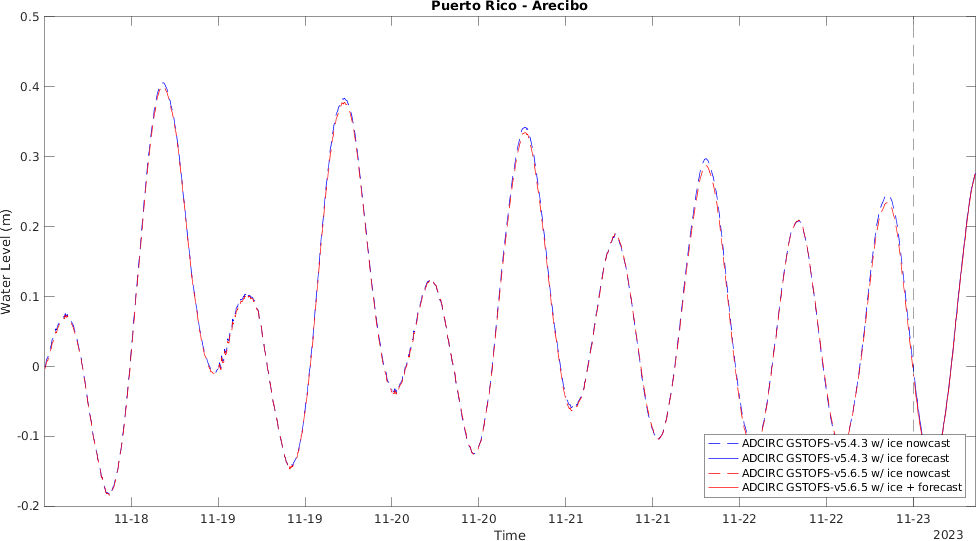 Puerto Rico - Arecibo
0.5
0.4
0.3
0.2
0.1
0
-0.1
-0.2
Water Level (m)
ADCIRC GSTOFS-v5.4.3 w/ ice nowcast
ADCIRC GSTOFS-v5.4.3 w/ ice forecast
ADCIRC GSTOFS-v5.6.5 w/ ice nowcast
ADCIRC GSTOFS-v5.6.5 w/ ice + forecast
11-18 11-19 11-19 11-20 11-20 11-21 11-21 11-22 11-22 11-23
Time
2023